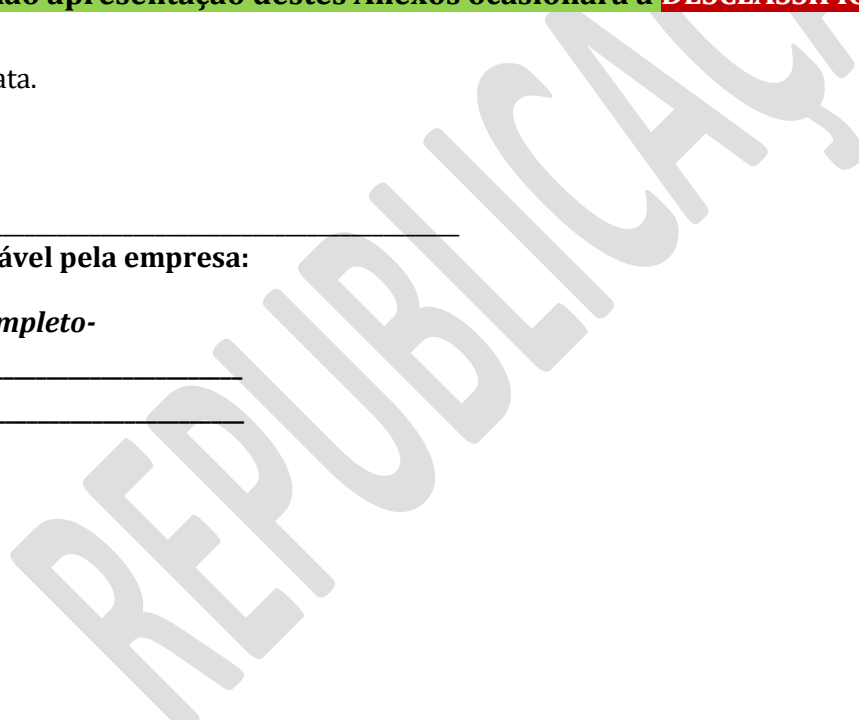 ão apresentação destes Anexos ocasionará a DESCLASSIFIC
ata.
ável pela empresa:
mpleto-
REPUBLICAÇ